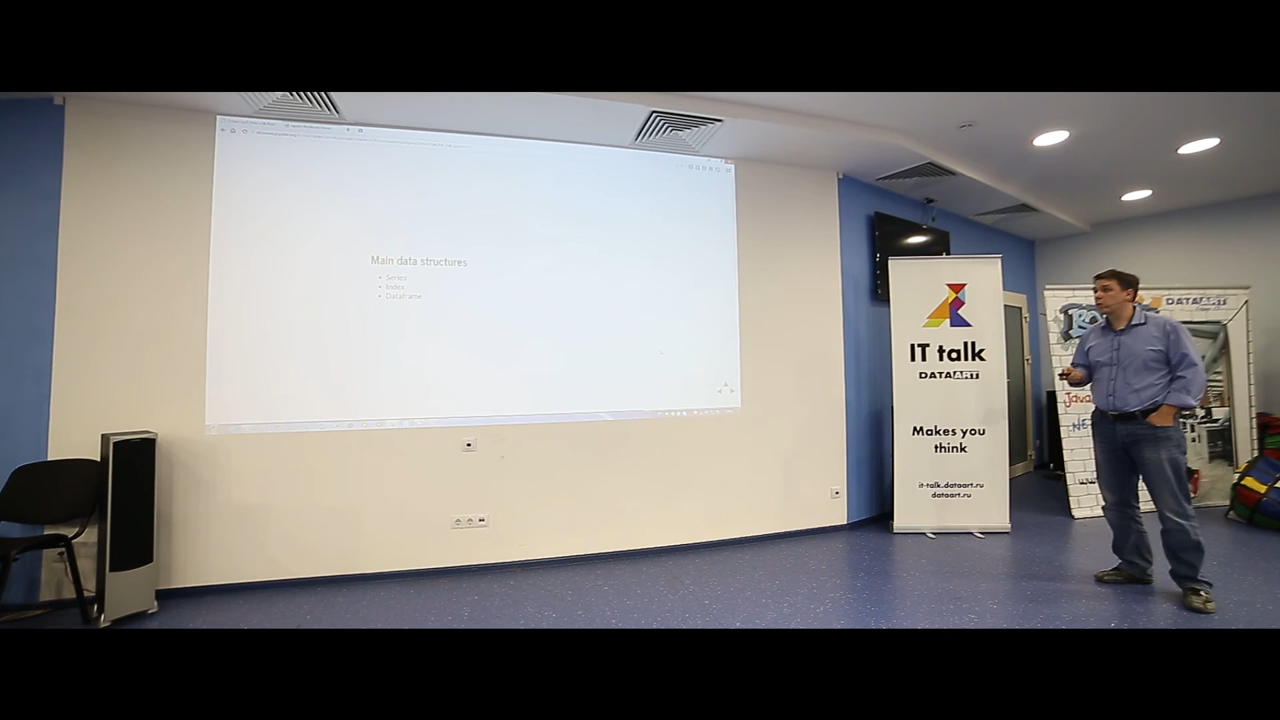 Main data structures
Series
Index
Dataframe
IT talk
DATAART
Makes you
think
it-talk.dataart.ru
dataart.ru
DATAART
Java